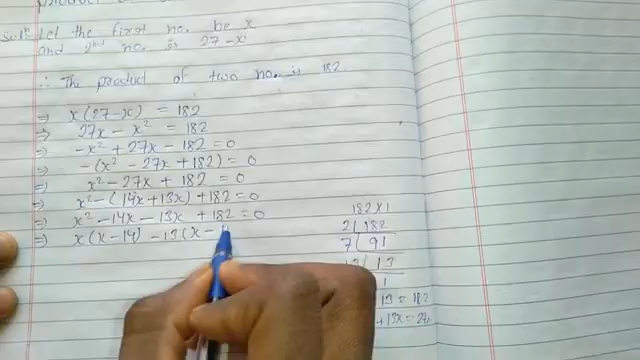 Solⁿ: Let the first no. be x
and 2nd no. is 27 - x
∴ The product of two no. is 182.
⇒ x(27-x) = 182
⇒ 27x - x² = 182
⇒ -x² + 27x - 182 = 0
⇒ -(x² - 27x + 182) = 0
⇒ x² - 27x + 182 = 0
⇒ x² - (14x + 13x) + 182 = 0
⇒ x² - 14x - 13x + 182 = 0
⇒ x(x - 14) - 13(x -
182 x 1
2 | 182
7 | 91
13 | 13
1
13 = 182
+ 13x = 27